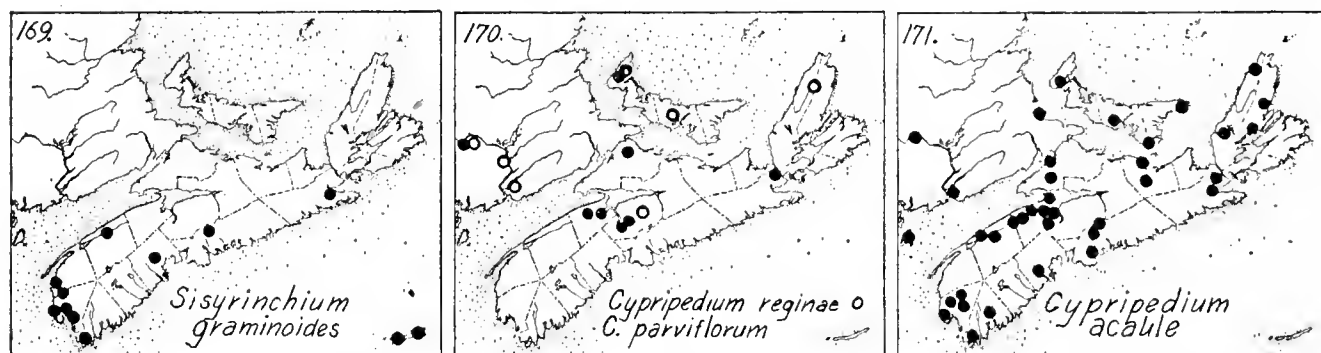 169.
Sisyrinchium
graminoides
170.
Cypripedium reginae
C. parviflorum
171.
Cypripedium
acaule